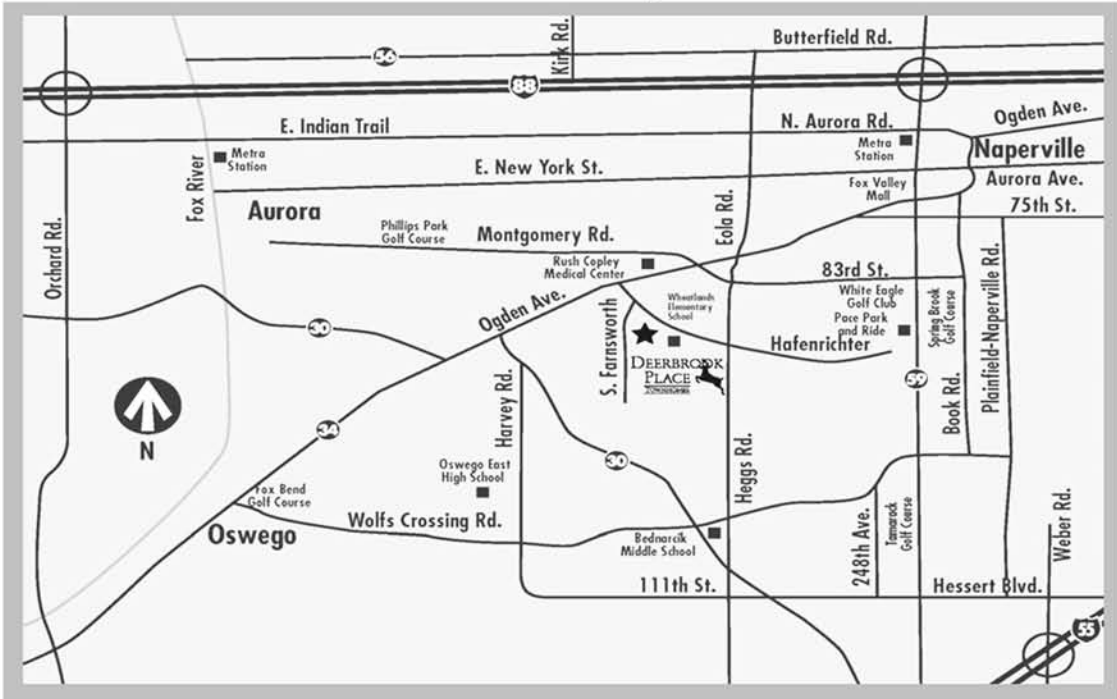 Kirk Rd.
Butterfield Rd.
56
88
Ogden Ave.
E. Indian Trail
N. Aurora Rd.
Metra
Station
Metra
Station
Naperville
Fox River
E. New York St.
Aurora Ave.
Fox Valley
Mall
75th St.
Aurora
Orchard Rd.
Phillips Park
Golf Course
Montgomery Rd.
Eola Rd.
Rush Copley
Medical Center
83rd St.
Plainfield-Naperville Rd.
White Eagle
Golf Club
Pace Park
and Ride
Spring Brook
Golf Course
Wheatlands
Elementary
School
Ogden Ave.
30
S. Farnsworth
Hafenrichter
DEERBROOK
PLACE
59
Book Rd.
Harvey Rd.
N
34
30
Oswego East
High School
Heggs Rd.
Fox Bend
Golf Course
Oswego
Wolfs Crossing Rd.
Bednarcik
Middle School
248th Ave.
Tamarack
Golf Course
Weber Rd.
111th St.
Hessert Blvd.
55